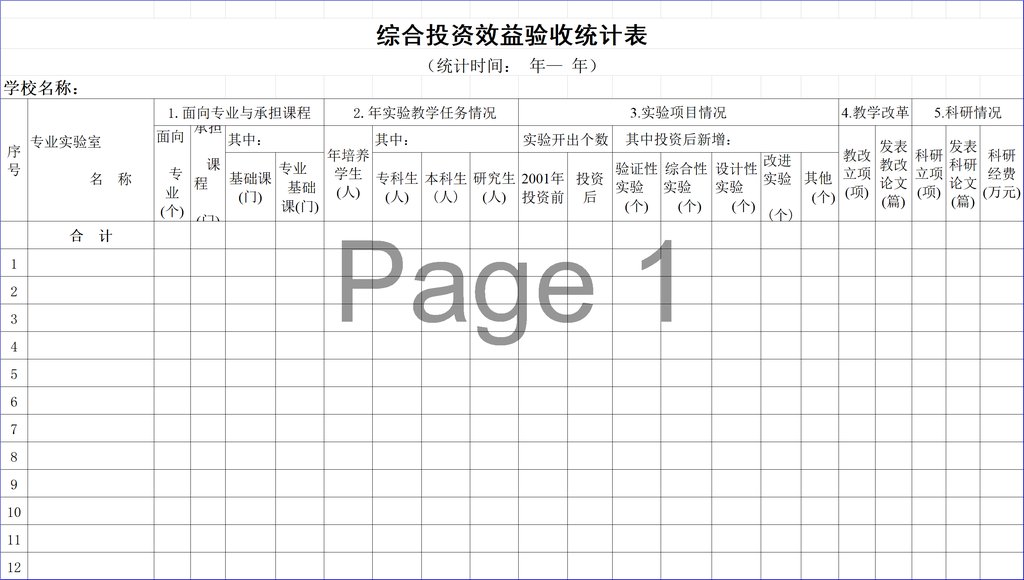 综合投资效益验收统计表
（统计时间： 年— 年）
学校名称：
序号
专业实验室
名 称
1. 面向专业与承担课程
2. 年实验教学任务情况
3.实验项目情况
4.教学改革
5.科研情况
面向
专
业
(个)
承担
课
程
(门)
其中:
基础课
(门)
专业
基础
课(门)
年培养
学生
(人)
其中:
专科生
(人)
本科生
(人)
研究生
(人)
实验开出个数
2001年
投资前
投资
后
其中投资后新增:
验证性
实验
(个)
综合性
实验
(个)
设计性
实验
(个)
改进
实验
(个)
其他
(个)
教改
立项
(项)
发表
教改
论文
(篇)
科研
立项
(项)
发表
科研
论文
(篇)
科研
经费
(万元)
合 计
1
2
3
4
5
6
7
8
9
10
11
12
Page 1